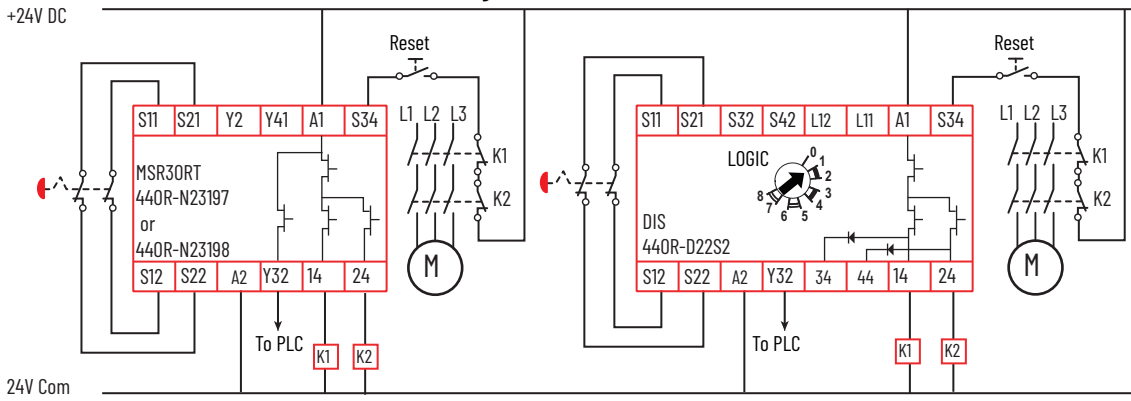 +24V DC
Reset
S11 S21 Y2 Y41 A1 S34
L1 L2 L3
MSR30RT
440R-N23197
or
440R-N23198
K1
K2
M
S12 S22 A2 Y32 14 24
To PLC
K1 K2
Reset
S11 S21 S32 S42 L12 L11 A1 S34
L1 L2 L3
LOGIC
0
1
2
3
4
5
6
7
8
DIS
440R-D22S2
K1
K2
M
S12 S22 A2 Y32 34 44 14 24
To PLC
K1 K2
24V Com